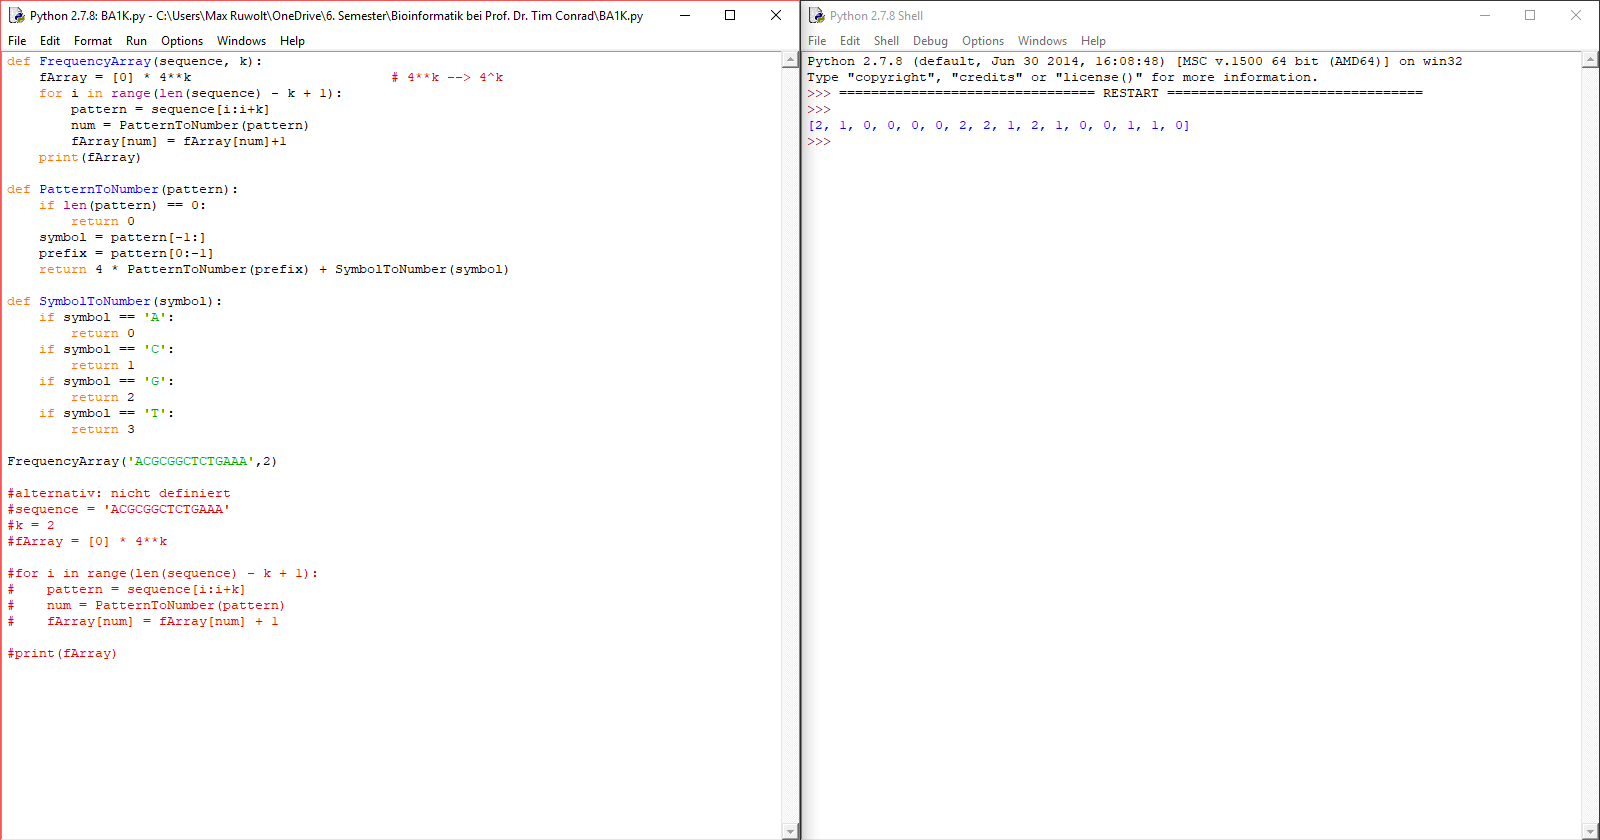 Python 2.7.8: BA1K.py - C:\Users\Max Ruwolt\OneDrive\6. Semester\Bioinformatik bei Prof. Dr. Tim Conrad\BA1K.py
File Edit Format Run Options Windows Help
def FrequencyArray(sequence, k):
    fArray = [0] * 4**k                         # 4**k --> 4^k
    for i in range(len(sequence) - k + 1):
        pattern = sequence[i:i+k]
        num = PatternToNumber(pattern)
        fArray[num] = fArray[num]+1
    print(fArray)

def PatternToNumber(pattern):
    if len(pattern) == 0:
        return 0
    symbol = pattern[-1:]
    prefix = pattern[0:-1]
    return 4 * PatternToNumber(prefix) + SymbolToNumber(symbol)

def SymbolToNumber(symbol):
    if symbol == 'A':
        return 0
    if symbol == 'C':
        return 1
    if symbol == 'G':
        return 2
    if symbol == 'T':
        return 3

FrequencyArray('ACGCGGCTCTGAAA',2)

#alternativ: nicht definiert
#sequence = 'ACGCGGCTCTGAAA'
#k = 2
#fArray = [0] * 4**k

#for i in range(len(sequence) - k + 1):
#    pattern = sequence[i:i+k]
#    num = PatternToNumber(pattern)
#    fArray[num] = fArray[num] + 1

#print(fArray)
Python 2.7.8 Shell
File Edit Shell Debug Options Windows Help
Python 2.7.8 (default, Jun 30 2014, 16:08:48) [MSC v.1500 64 bit (AMD64)] on win32
Type "copyright", "credits" or "license()" for more information.
>>> ================================ RESTART ================================
>>>
[2, 1, 0, 0, 0, 0, 2, 2, 1, 2, 1, 0, 0, 1, 1, 0]
>>>